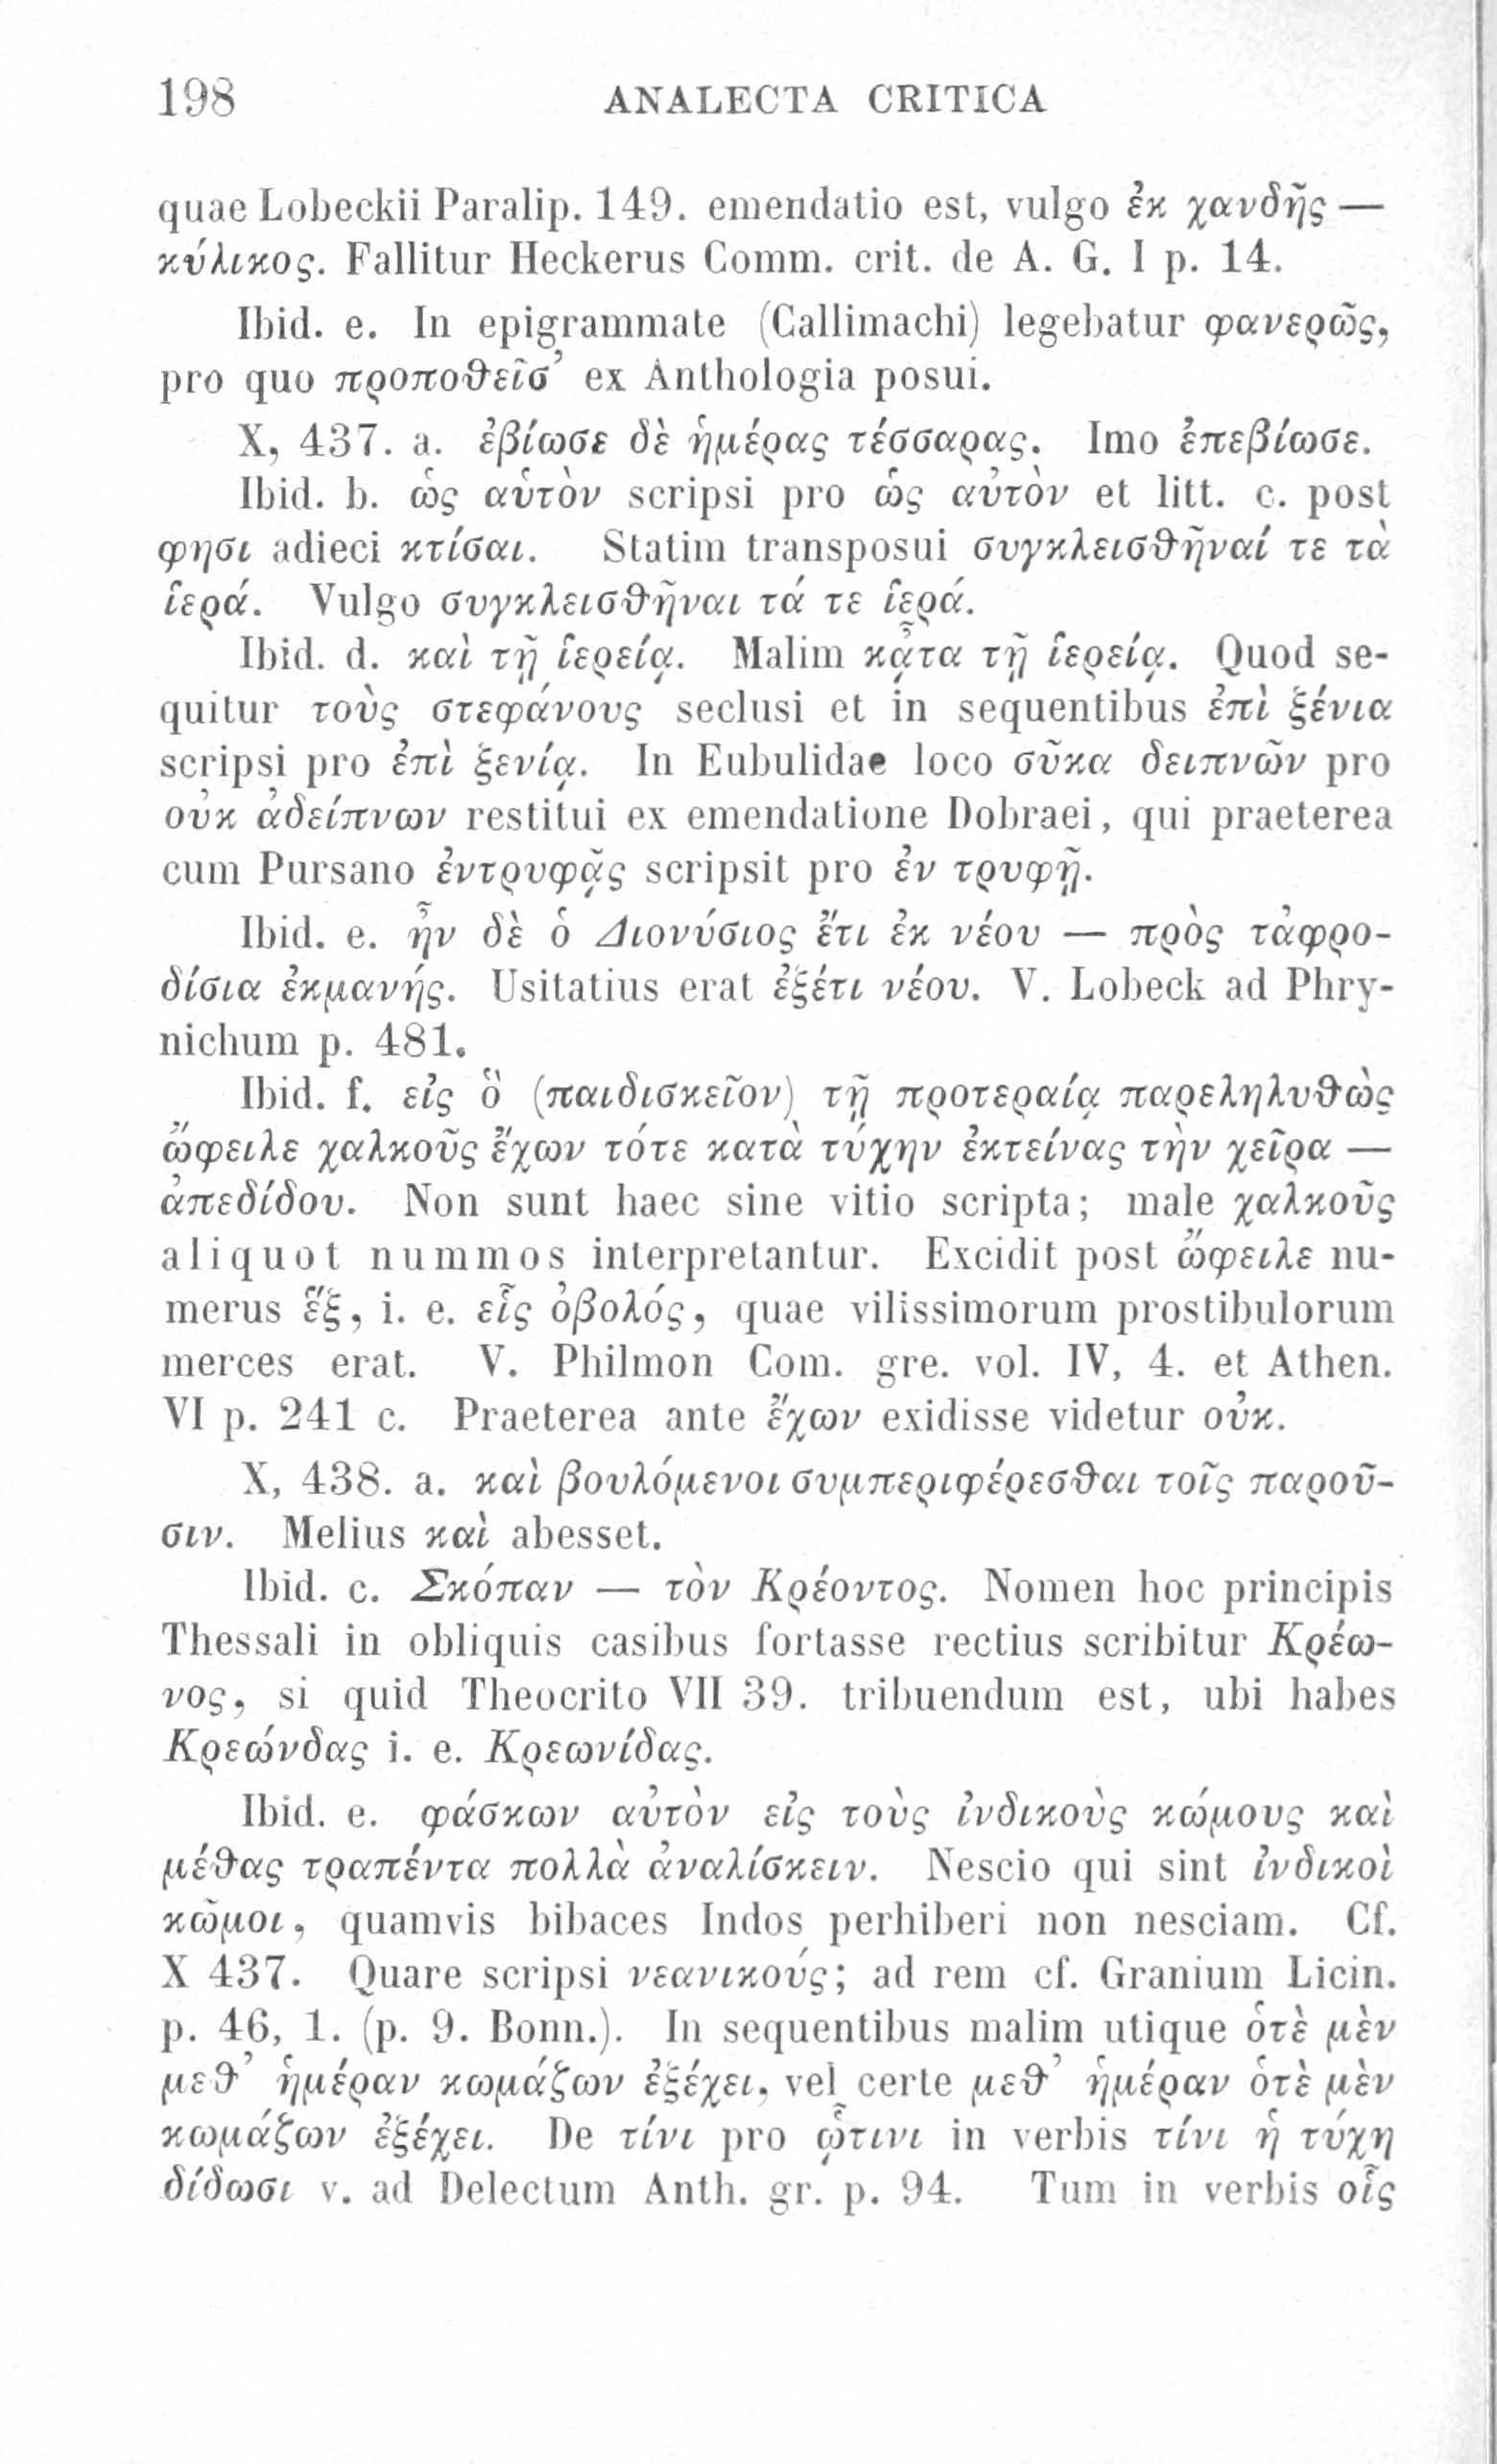 198 ANALECTA CRITICA
quae Lobeckii Paralip. 149. emendatio est, vulgo ἐκ χανδῆς —
κύλικος. Fallitur Heckerus Comm. crit. de A. G. I p. 14.
Ibid. e. In epigrammate (Callimachi) legebatur φανερῶς,
pro quo προποθεῖσ’ ex Anthologia posui.
X, 437. a. ἐβίωσε δὲ ἡμέρας τέσσαρας. Imo ἐπεβίωσε.
Ibid. b. ὡς αὑτὸν scripsi pro ὡς αὐτὸν et litt. c. post
φησι adieci κτίσαι. Statim transposui συγκλεισθῆναί τε τὰ
ἱερά. Vulgo συγκλεισθῆναι τά τε ἱερά.
Ibid. d. καὶ τῇ ἱερείᾳ. Malim κᾆτα τῇ ἱερείᾳ. Quod se-
quitur τοὺς στεφάνους seclusi et in sequentibus ἐπὶ ξένια
scripsi pro ἐπὶ ξενίᾳ. In Eubulidae loco σῦκα δειπνῶν pro
οὐκ ἀδείπνων restitui ex emendatione Dobraei, qui praeterea
cum Pursano ἐντρυφᾷς scripsit pro ἐν τρυφῇ.
Ibid. e. ἦν δὲ ὁ Διονύσιος ἔτι ἐκ νέου — πρὸς τἀφρο-
δίσια ἐκμανής. Usitatius erat ἐξέτι νέου. V. Lobeck ad Phry-
nichum p. 481.
Ibid. f. εἰς ὃ (παιδισκεῖον) τῇ προτεραίᾳ παρεληλυθὼς
ὤφειλε χαλκοῦς ἔχων τότε κατὰ τύχην ἐκτείνας τὴν χεῖρα —
ἀπεδίδου. Non sunt haec sine vitio scripta; male χαλκοῦς
aliquot nummos interpretantur. Excidit post ὤφειλε nu-
merus ἕξ, i. e. εἷς ὀβολός, quae vilissimorum prostibulorum
merces erat. V. Philmon Com. gre. vol. IV, 4. et Athen.
VI p. 241 c. Praeterea ante ἔχων exidisse videtur οὐκ.
X, 438. a. καὶ βουλόμενοι συμπεριφέρεσθαι τοῖς παροῦ-
σιν. Melius καὶ abesset.
Ibid. c. Σκόπαν — τὸν Κρέοντος. Nomen hoc principis
Thessali in obliquis casibus fortasse rectius scribitur Κρέω-
νος, si quid Theocrito VII 39. tribuendum est, ubi habes
Κρεώνδας i. e. Κρεωνίδας.
Ibid. e. φάσκων αὐτὸν εἰς τοὺς ἰνδικοὺς κώμους καὶ
μέθας τραπέντα πολλὰ ἀναλίσκειν. Nescio qui sint ἰνδικοὶ
κῶμοι, quamvis bibaces Indos perhiberi non nesciam. Cf.
X 437. Quare scripsi νεανικούς; ad rem cf. Granium Licin.
p. 46, 1. (p. 9. Bonn.). In sequentibus malim utique ὁτὲ μὲν
μεθ’ ἡμέραν κωμάζων ἐξέχει, vel certe μεθ’ ἡμέραν ὁτὲ μὲν
κωμάζων ἐξέχει. De τίνι pro ᾧτινι in verbis τίνι ἡ τύχη
δίδωσι v. ad Delectum Anth. gr. p. 94. Tum in verbis οἷς